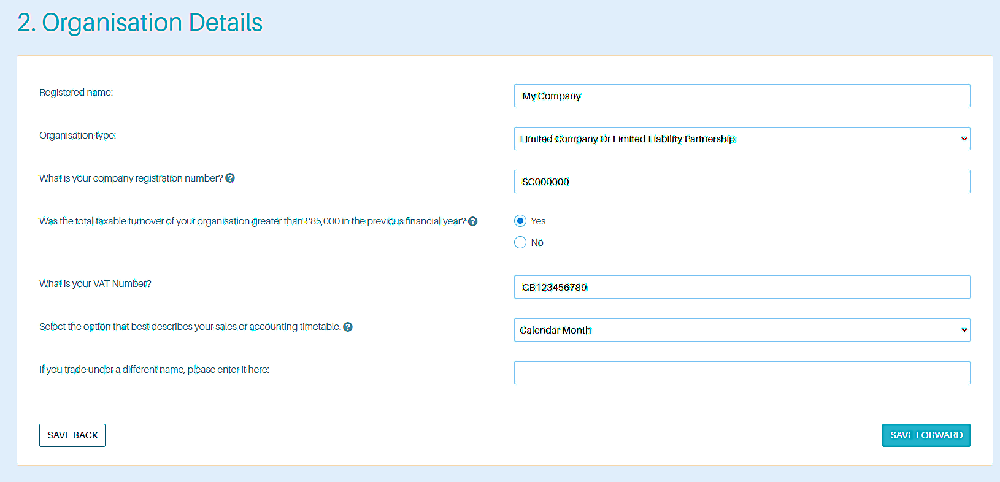 2. Organisation Details
Registered name:
My Company
Organisation type:
Limited Company Or Limited Liability Partnership
What is your company registration number?
SC000000
Was the total taxable turnover of your organisation greater than £85,000 in the previous financial year?
Yes
No
What is your VAT Number?
GB123456789
Select the option that best describes your sales or accounting timetable.
Calendar Month
If you trade under a different name, please enter it here:
SAVE BACK
SAVE FORWARD